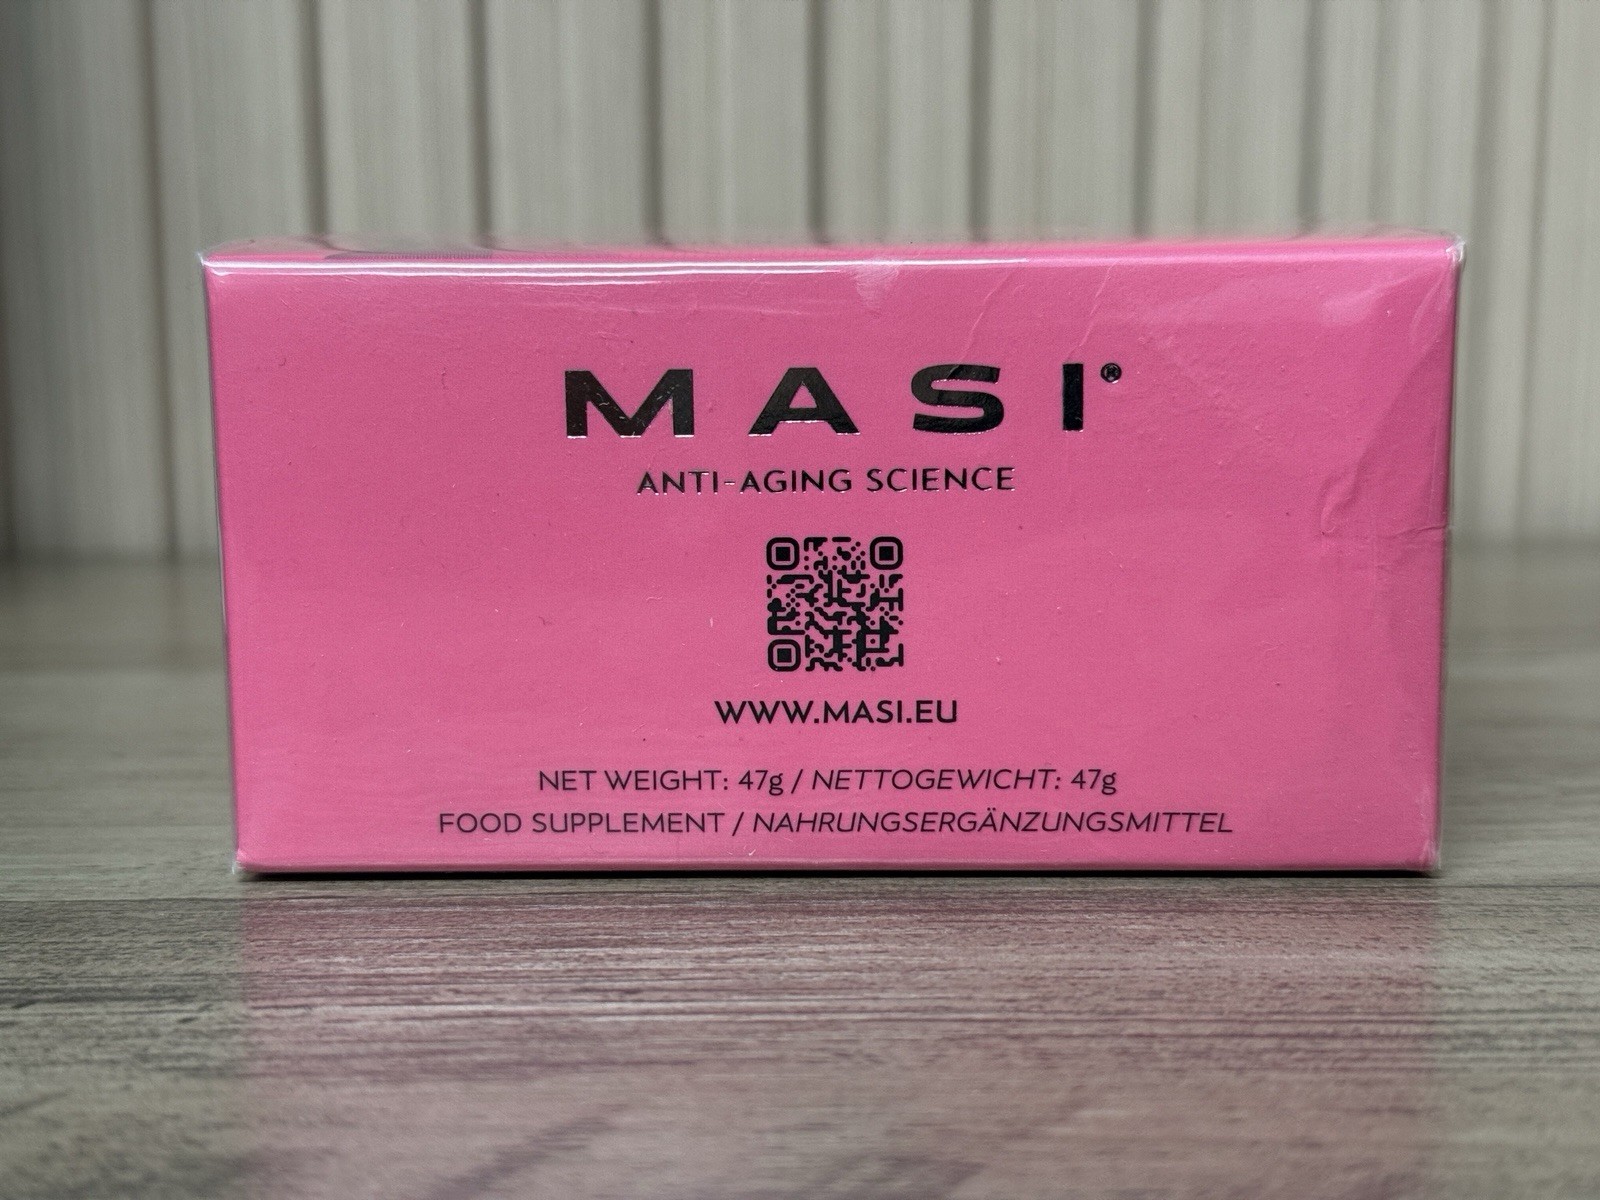 MASI®
ANTI-AGING SCIENCE
WWW.MASI.EU
NET WEIGHT: 47g / NETTOGEWICHT: 47g
FOOD SUPPLEMENT / NAHRUNGSERGÄNZUNGSMITTEL